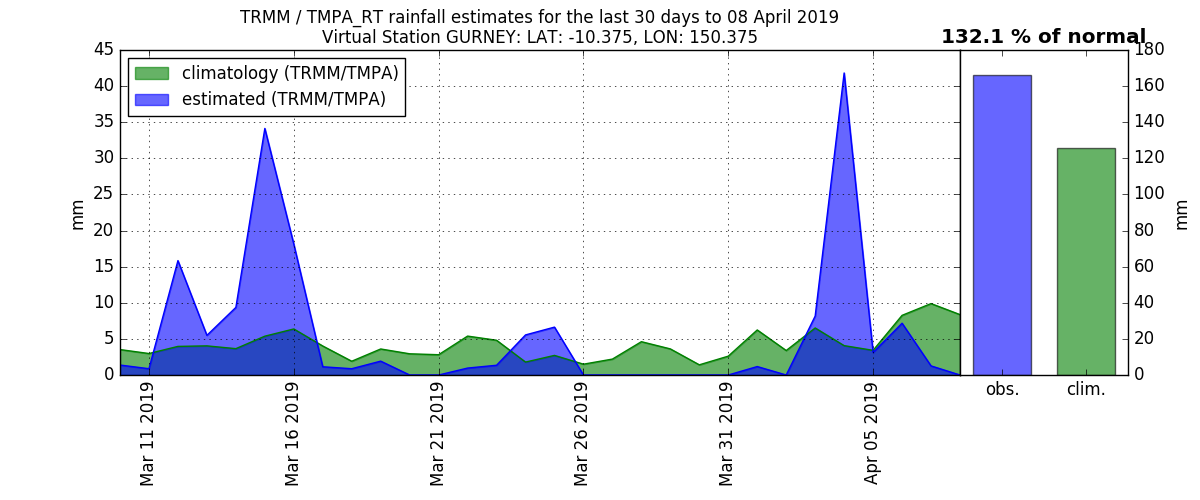 TRMM / TMPA_RT rainfall estimates for the last 30 days to 08 April 2019
Virtual Station GURNEY: LAT: -10.375, LON: 150.375
132.1 % of normal
climatology (TRMM/TMPA)
estimated (TRMM/TMPA)
45
40
35
30
25
20
15
10
5
0
mm
Mar 11 2019
Mar 16 2019
Mar 21 2019
Mar 26 2019
Mar 31 2019
Apr 05 2019
180
160
140
120
100
80
60
40
20
0
mm
obs.
clim.